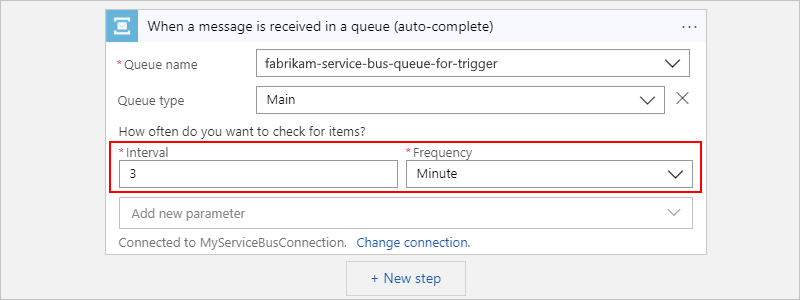 When a message is received in a queue (auto-complete)
* Queue name
fabrikam-service-bus-queue-for-trigger
Queue type
Main
How often do you want to check for items?
* Interval * Frequency
3 Minute
Add new parameter
Connected to MyServiceBusConnection. Change connection.
+ New step